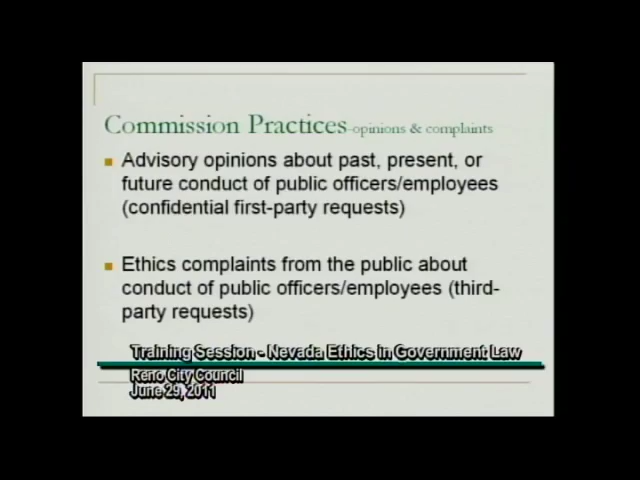 Commission Practices-opinions & complaints
Advisory opinions about past, present, or
future conduct of public officers/employees
(confidential first-party requests)
Ethics complaints from the public about
conduct of public officers/employees (third-
party requests)
Training Session - Nevada Ethics in Government Law
Reno City Council
June 29, 2011